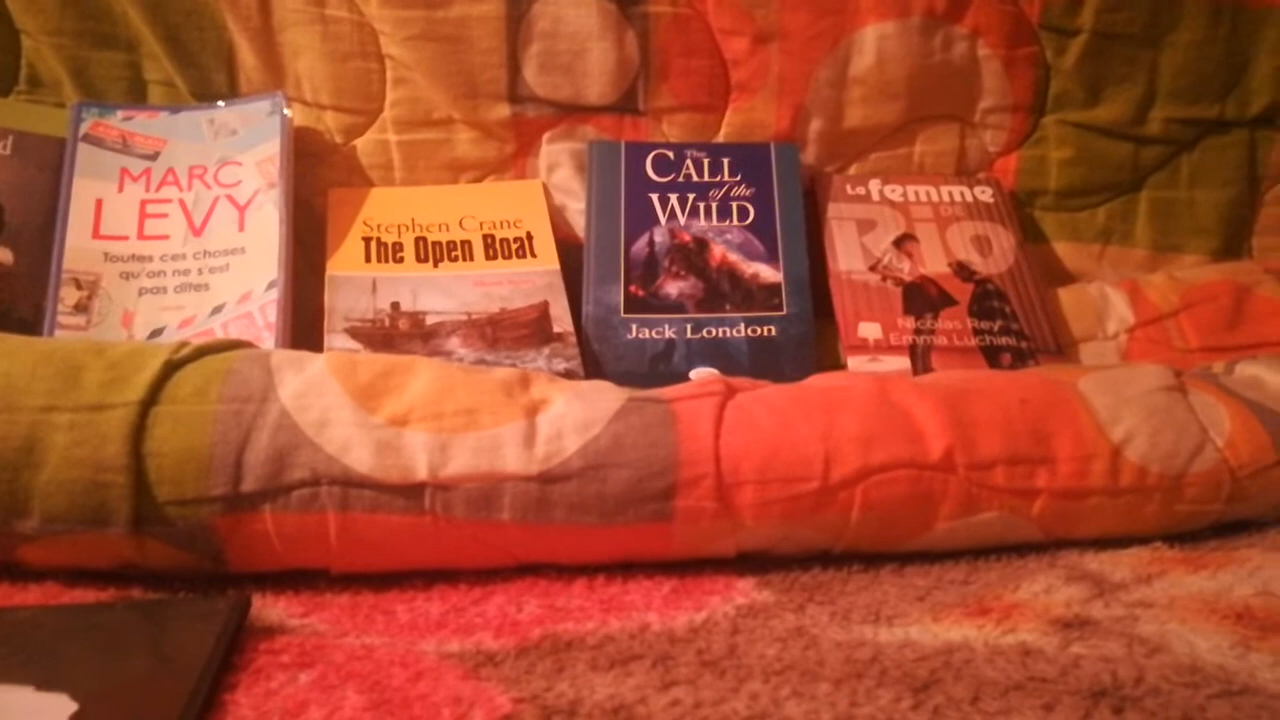 d
MARC
LEVY
Toutes ces choses
qu'on ne s'est
pas dites
Stephen Crane
The Open Boat
The
CALL
of the
WILD
Jack London
La femme
DE
Rio
Nicolas Rey
Emma Luchini